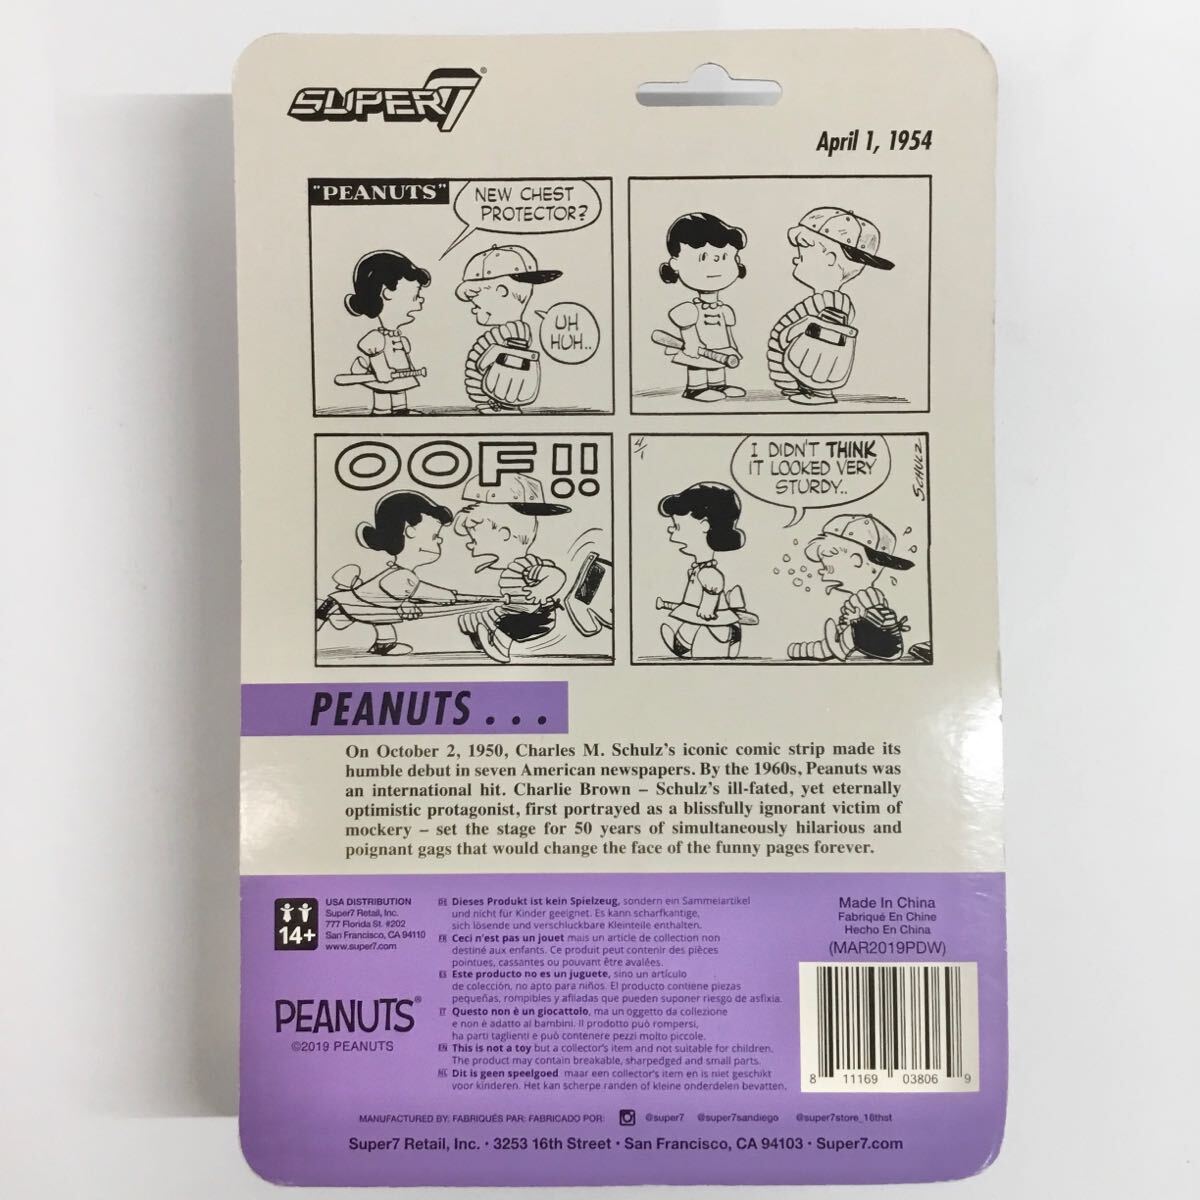 SUPER7®
April 1, 1954
"PEANUTS"
NEW CHEST
PROTECTOR?
UH
HUH..
OOF!!
4/1
I DIDN'T THINK
IT LOOKED VERY
STURDY..
SCHULZ
PEANUTS . . .
On October 2, 1950, Charles M. Schulz's iconic comic strip made its
humble debut in seven American newspapers. By the 1960s, Peanuts was
an international hit. Charlie Brown – Schulz's ill-fated, yet eternally
optimistic protagonist, first portrayed as a blissfully ignorant victim of
mockery – set the stage for 50 years of simultaneously hilarious and
poignant gags that would change the face of the funny pages forever.
14+
USA DISTRIBUTION
Super7 Retail, Inc.
777 Florida St. #202
San Francisco, CA 94110
www.super7.com
PEANUTS®
©2019 PEANUTS
DE Dieses Produkt ist kein Spielzeug, sondern ein Sammelartikel
und nicht für Kinder geeignet. Es kann scharfkantige,
sich lösende und verschluckbare Kleinteile enthalten.
FR Ceci n'est pas un jouet mais un article de collection non
destiné aux enfants. Ce produit peut contenir des pièces
pointues, cassantes ou pouvant être avalées.
ES Este producto no es un juguete, sino un artículo
de colección, no apto para niños. El producto contiene piezas
pequeñas, rompibles y afiladas que pueden suponer riesgo de asfixia.
IT Questo non è un giocattolo, ma un oggetto da collezione
e non è adatto ai bambini. Il prodotto può rompersi,
ha parti taglienti e può contenere pezzi molto piccole.
EN This is not a toy but a collector's item and not suitable for children.
The product may contain breakable, sharpedged and small parts.
NL Dit is geen speelgoed maar een collector's item en is niet geschikt
voor kinderen. Het kan scherpe randen of kleine onderdelen bevatten.
Made In China
Fabriqué En Chine
Hecho En China
(MAR2019PDW)
8 11169 03806 9
MANUFACTURED BY: FABRIQUÉS PAR: FABRICADO POR: @super7 @super7sandiego @super7store_16thst
Super7 Retail, Inc. · 3253 16th Street · San Francisco, CA 94103 · Super7.com